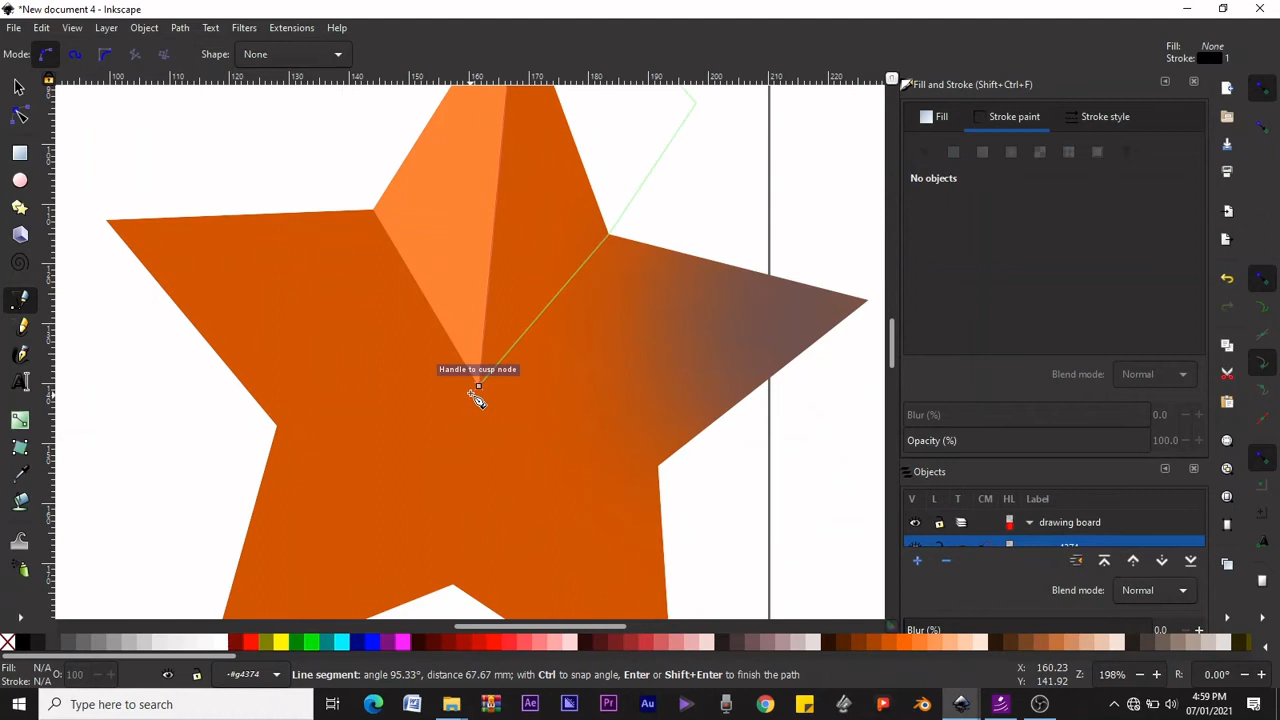 *New document 4 - Inkscape
File Edit View Layer Object Path Text Filters Extensions Help
Mode: Shape: None Fill: None
Stroke: 1
100 110 120 130 140 150 160 170 180 190 200 210 220
Fill and Stroke (Shift+Ctrl+F)
Fill Stroke paint Stroke style
No objects
Handle to cusp node
Blend mode: Normal
Blur (%) 0.0
Opacity (%) 100.0
Objects
V L T CM HL Label
drawing board
Blend mode: Normal
Blur (%) 0.0
Fill: N/A
Stroke: N/A
O: 100
-#g4374
Line segment: angle 95.33°, distance 67.67 mm; with Ctrl to snap angle, Enter or Shift+Enter to finish the path
X: 160.23
Y: 141.92
Z: 198%
R: 0.00°
Type here to search
4:59 PM
07/01/2021